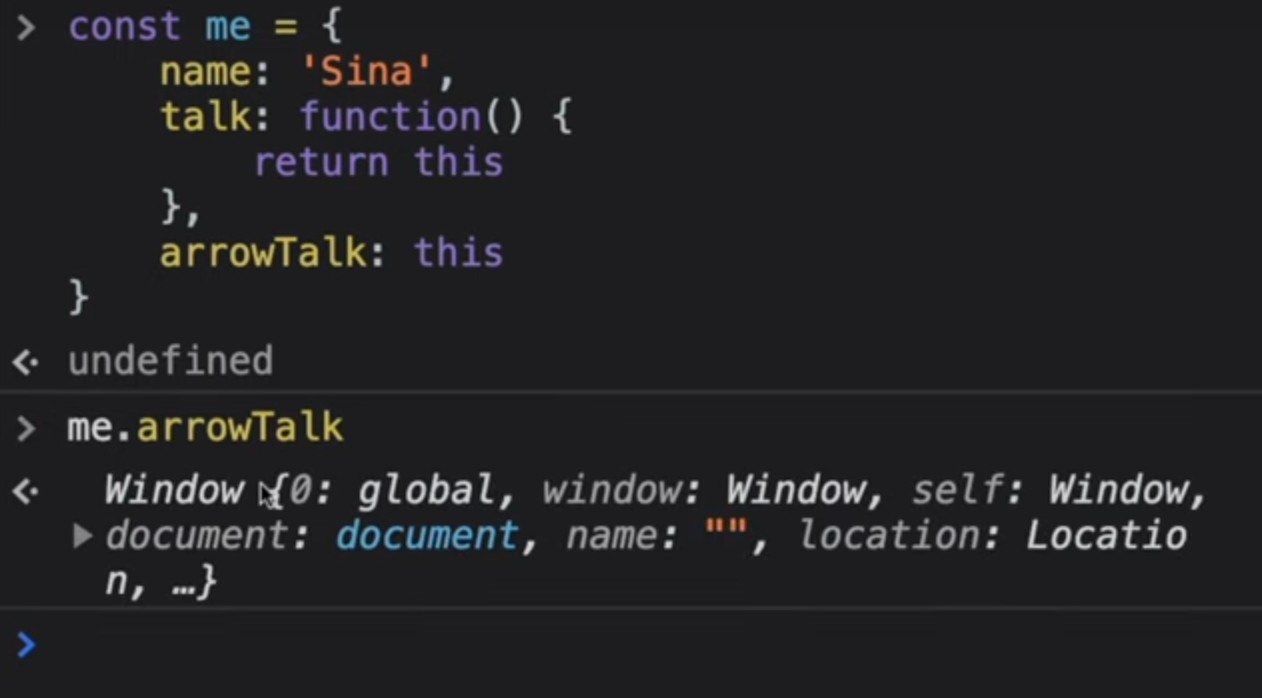 > const me = {
name: 'Sina',
talk: function() {
return this
},
arrowTalk: this
}
undefined
> me.arrowTalk
Window {0: global, window: Window, self: Window,
document: document, name: "", location: Locatio
n, …}
>